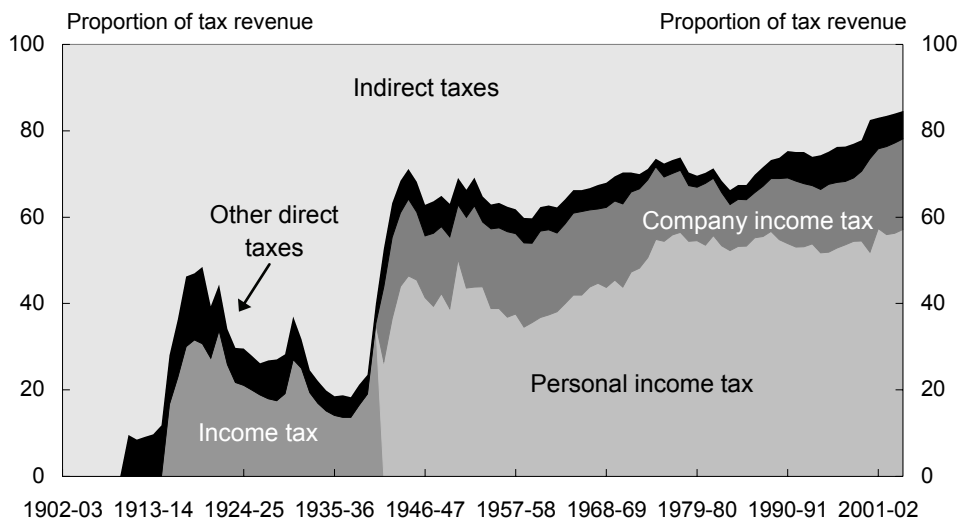 Proportion of tax revenue Proportion of tax revenue
100 100
Indirect taxes
80 80
Other direct
taxes
60 Company income tax 60
40 40
Personal income tax
20 20
Income tax
0 0
1902-03 1913-14 1924-25 1935-36 1946-47 1957-58 1968-69 1979-80 1990-91 2001-02